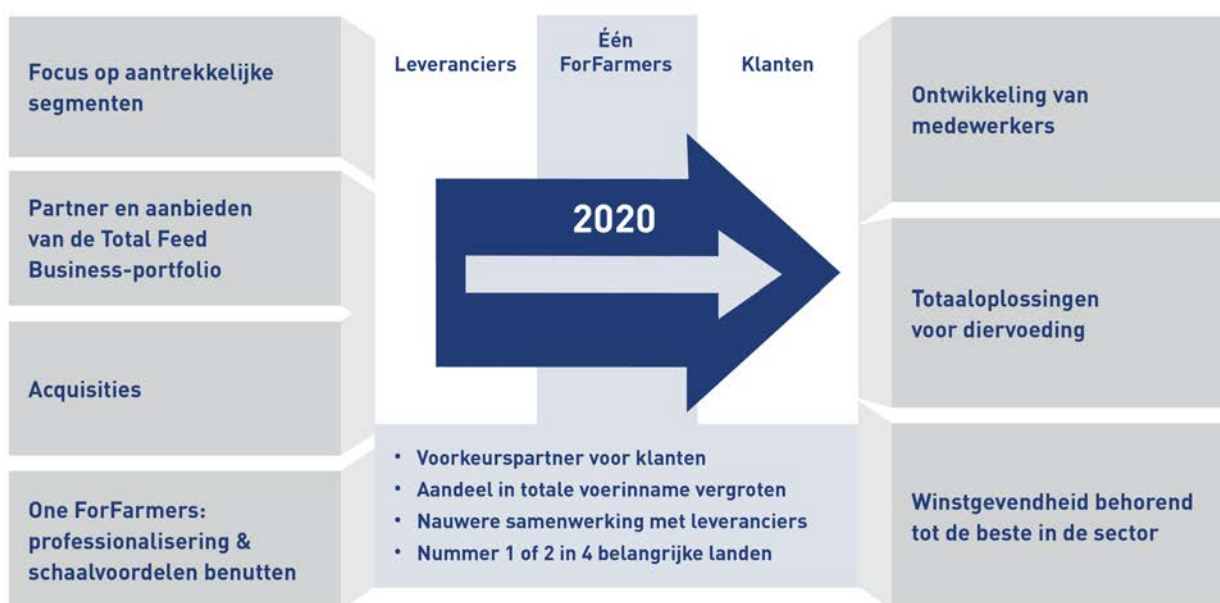 Focus op aantrekkelijke
segmenten
Partner en aanbieden
van de Total Feed
Business-portfolio
Acquisities
One ForFarmers:
professionalisering &
schaalvoordelen benutten
Leveranciers
Één
ForFarmers
Klanten
2020
• Voorkeurspartner voor klanten
• Aandeel in totale voerinname vergroten
• Nauwere samenwerking met leveranciers
• Nummer 1 of 2 in 4 belangrijke landen
Ontwikkeling van
medewerkers
Totaaloplossingen
voor diervoeding
Winstgevendheid behorend
tot de beste in de sector